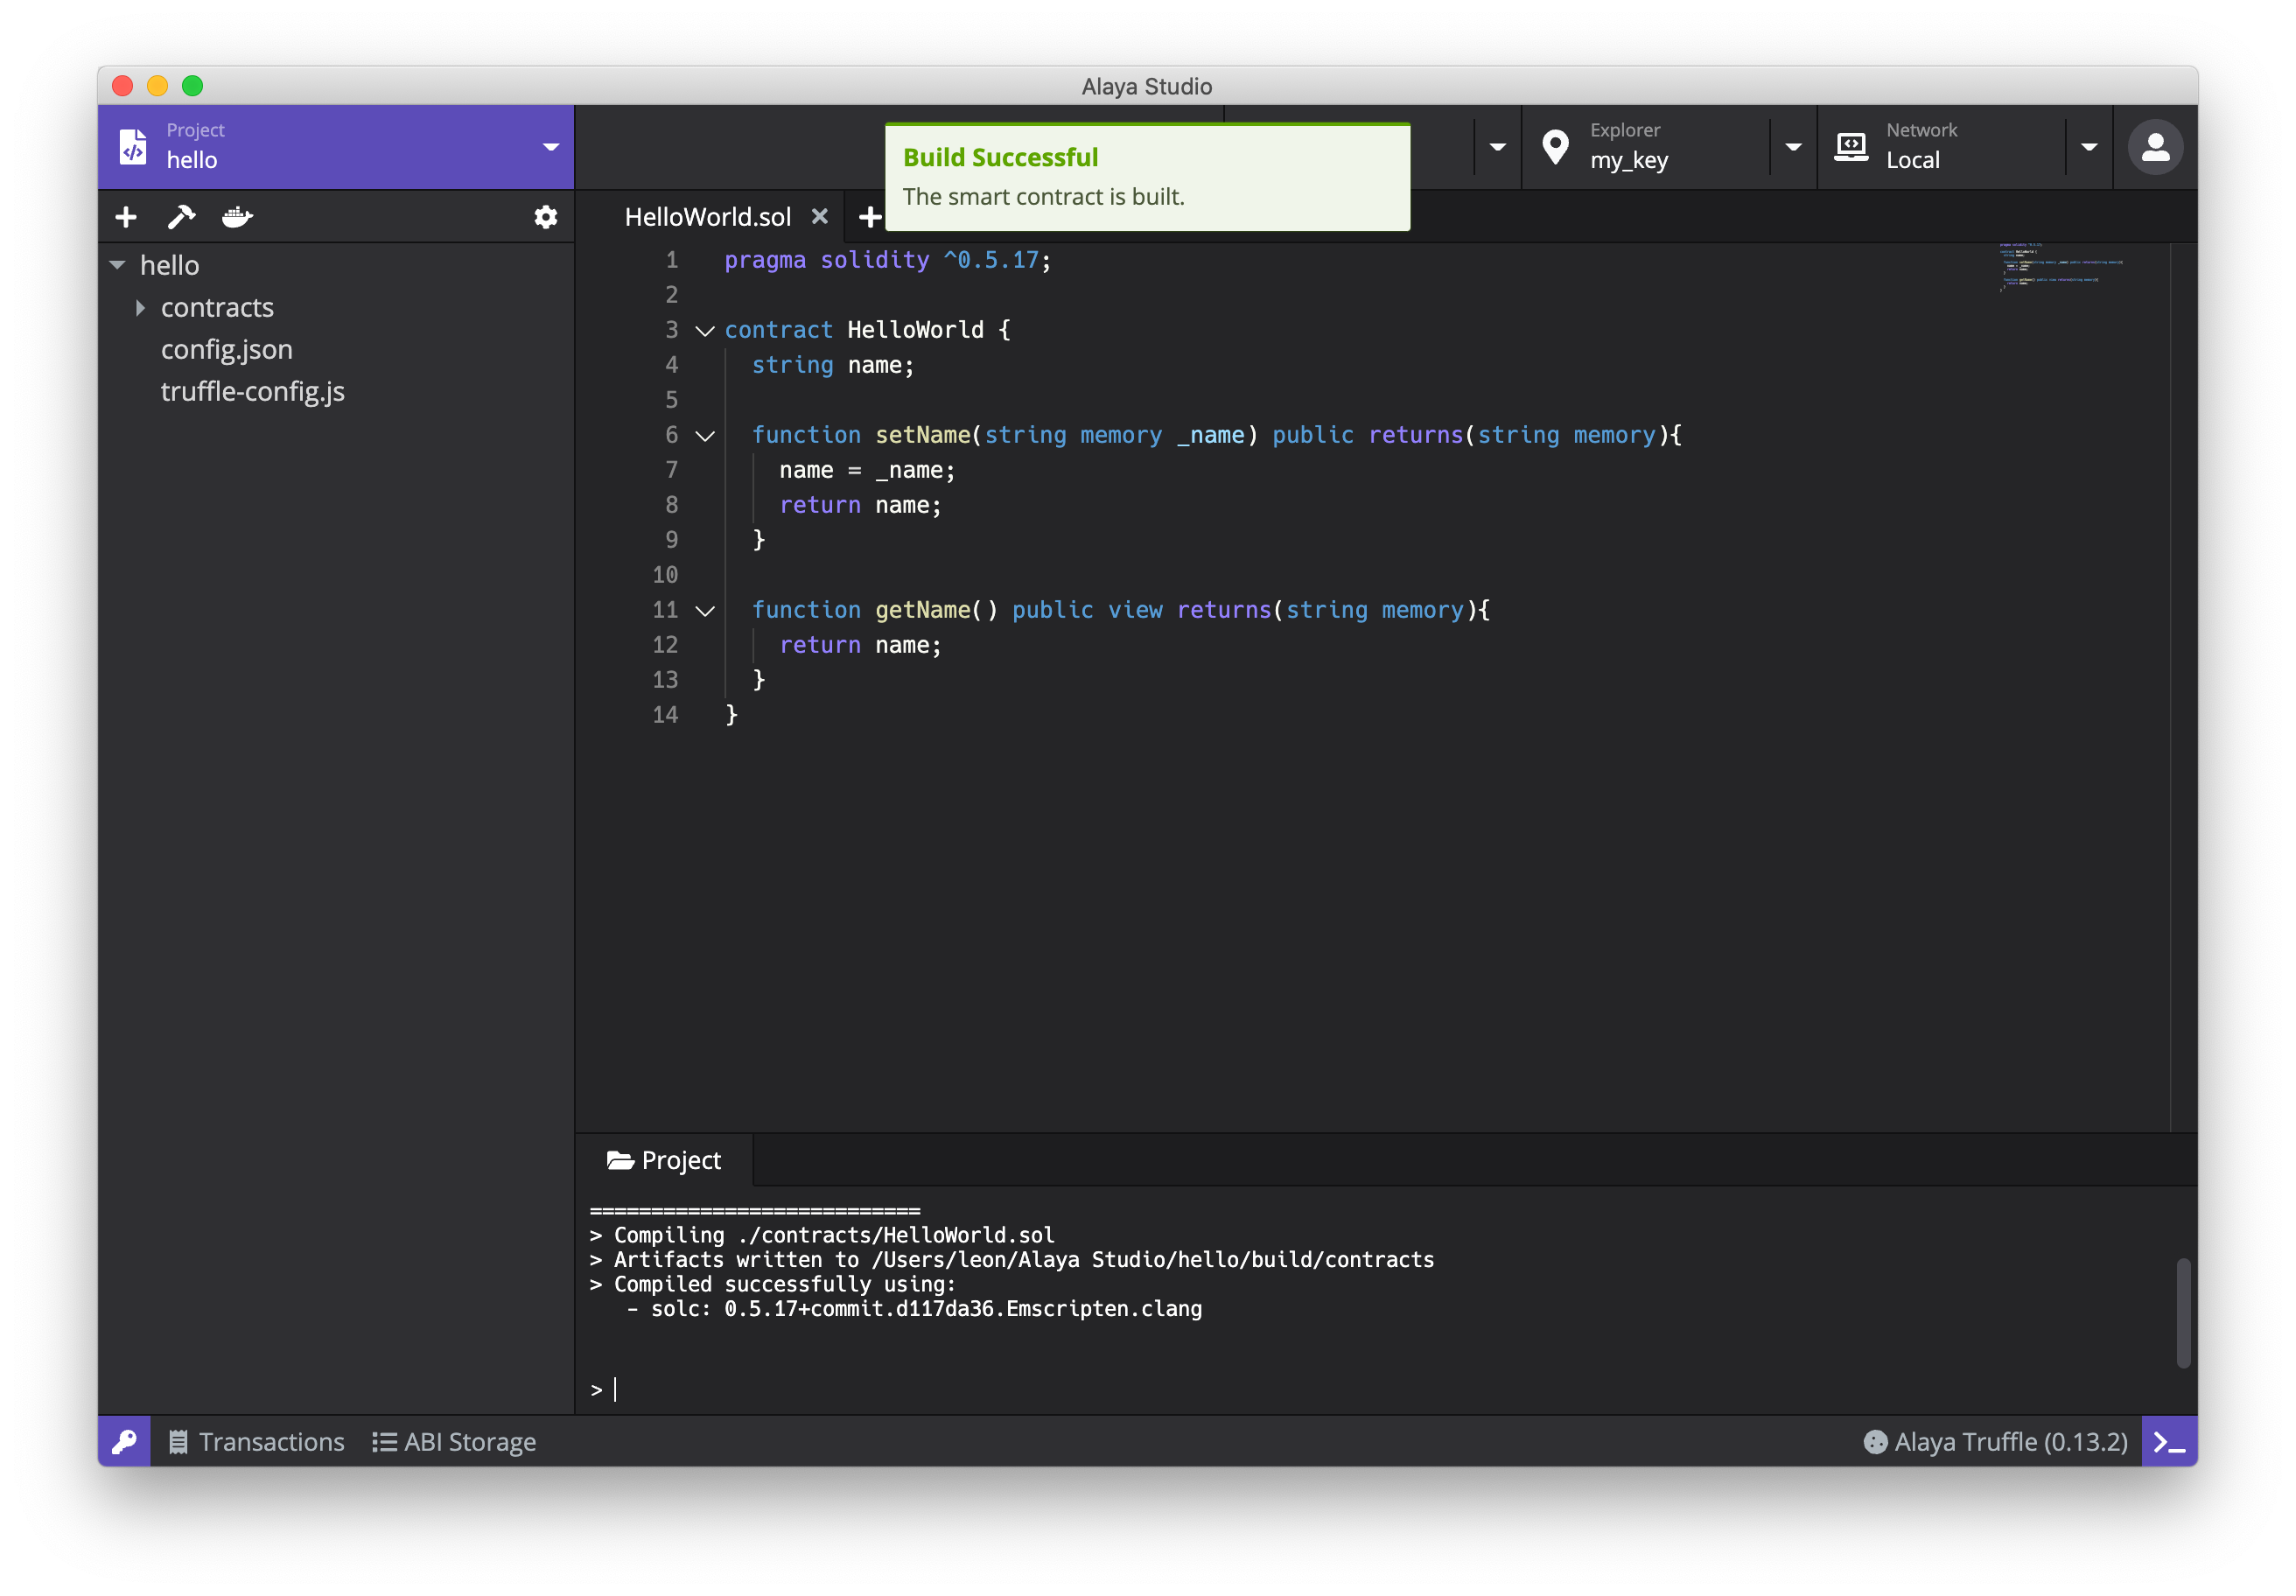 Alaya Studio
Project
hello
Explorer
my_key
Network
Local
Build Successful
The smart contract is built.
HelloWorld.sol
hello
contracts
config.json
truffle-config.js
1 pragma solidity ^0.5.17;
2
3 contract HelloWorld {
4 string name;
5
6 function setName(string memory _name) public returns(string memory){
7 name = _name;
8 return name;
9 }
10
11 function getName() public view returns(string memory){
12 return name;
13 }
14 }
Project
===========================
> Compiling ./contracts/HelloWorld.sol
> Artifacts written to /Users/leon/Alaya Studio/hello/build/contracts
> Compiled successfully using:
- solc: 0.5.17+commit.d117da36.Emscripten.clang
>
Transactions
ABI Storage
Alaya Truffle (0.13.2)